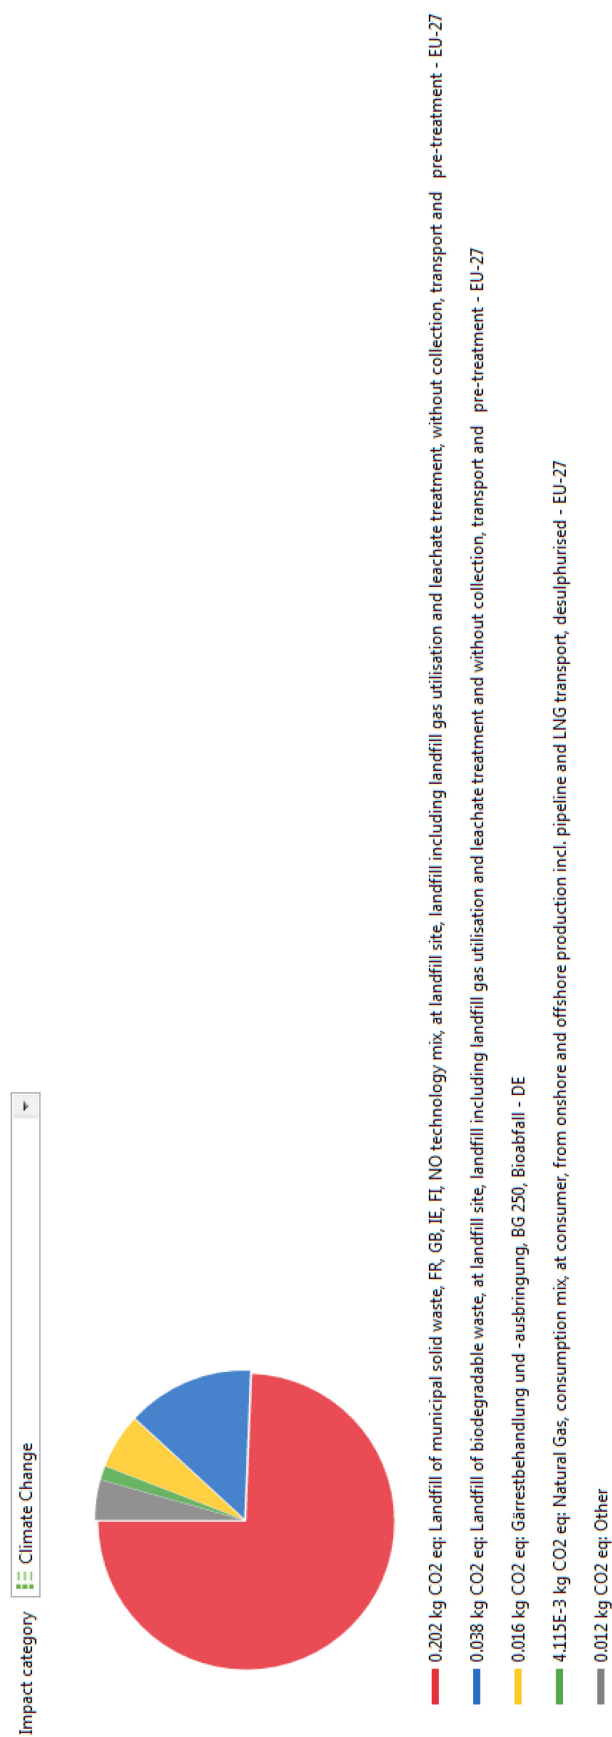 Impact category Climate Change
0.202 kg CO2 eq: Landfill of municipal solid waste, FR, GB, IE, FI, NO technology mix, at landfill site, landfill including landfill gas utilisation and leachate treatment, without collection, transport and pre-treatment - EU-27
0.038 kg CO2 eq: Landfill of biodegradable waste, at landfill site, landfill including landfill gas utilisation and leachate treatment and without collection, transport and pre-treatment - EU-27
0.016 kg CO2 eq: Gärrestbehandlung und -ausbringung, BG 250, Bioabfall - DE
4.115E-3 kg CO2 eq: Natural Gas, consumption mix, at consumer, from onshore and offshore production incl. pipeline and LNG transport, desulphurised - EU-27
0.012 kg CO2 eq: Other